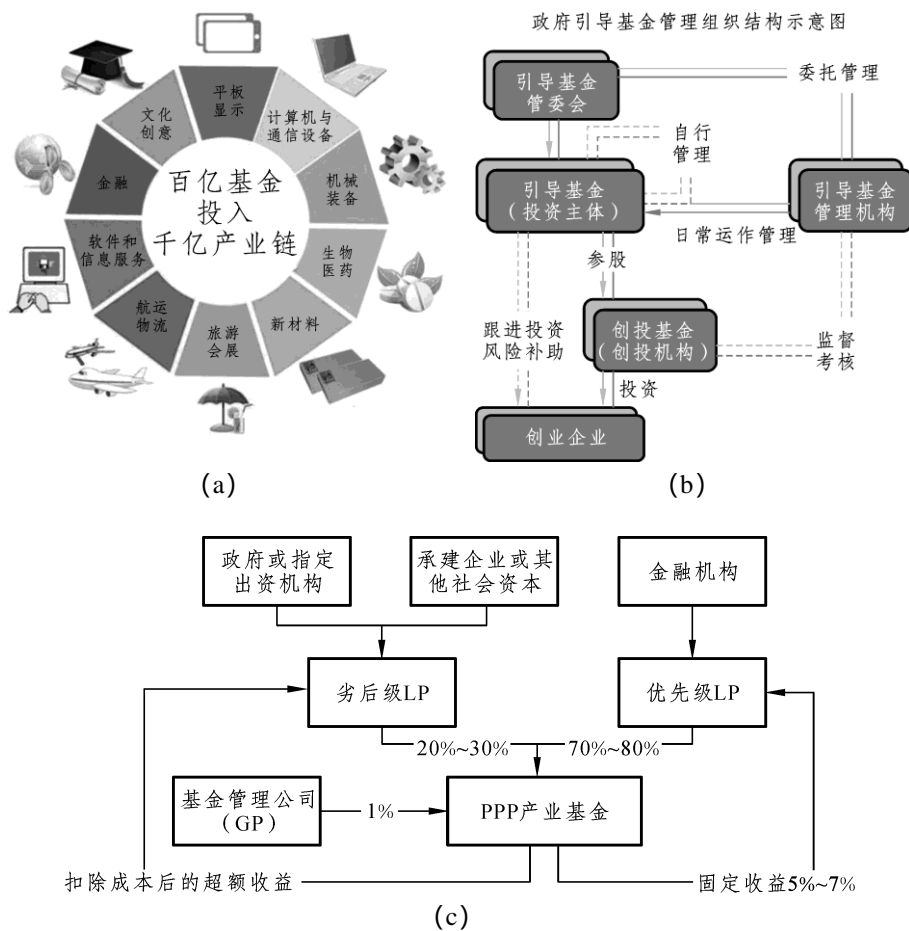 政府引导基金管理组织结构示意图
平板
显示
计算机与
通信设备
机械
装备
生物
医药
新材料
旅游
会展
航运
物流
软件和
信息服务
金融
文化
创意
百亿基金
投入
千亿产业链
(a)
引导基金
管委会
委托管理
自行
管理
引导基金
(投资主体)
引导基金
管理机构
日常运作管理
参股
跟进投资
风险补助
创投基金
(创投机构)
监督
考核
投资
创业企业
(b)
政府或指定
出资机构
承建企业或其
他社会资本
金融机构
劣后级LP
优先级LP
20%~30%
70%~80%
基金管理公司
(GP)
1%
PPP产业基金
扣除成本后的超额收益
固定收益5%~7%
(c)